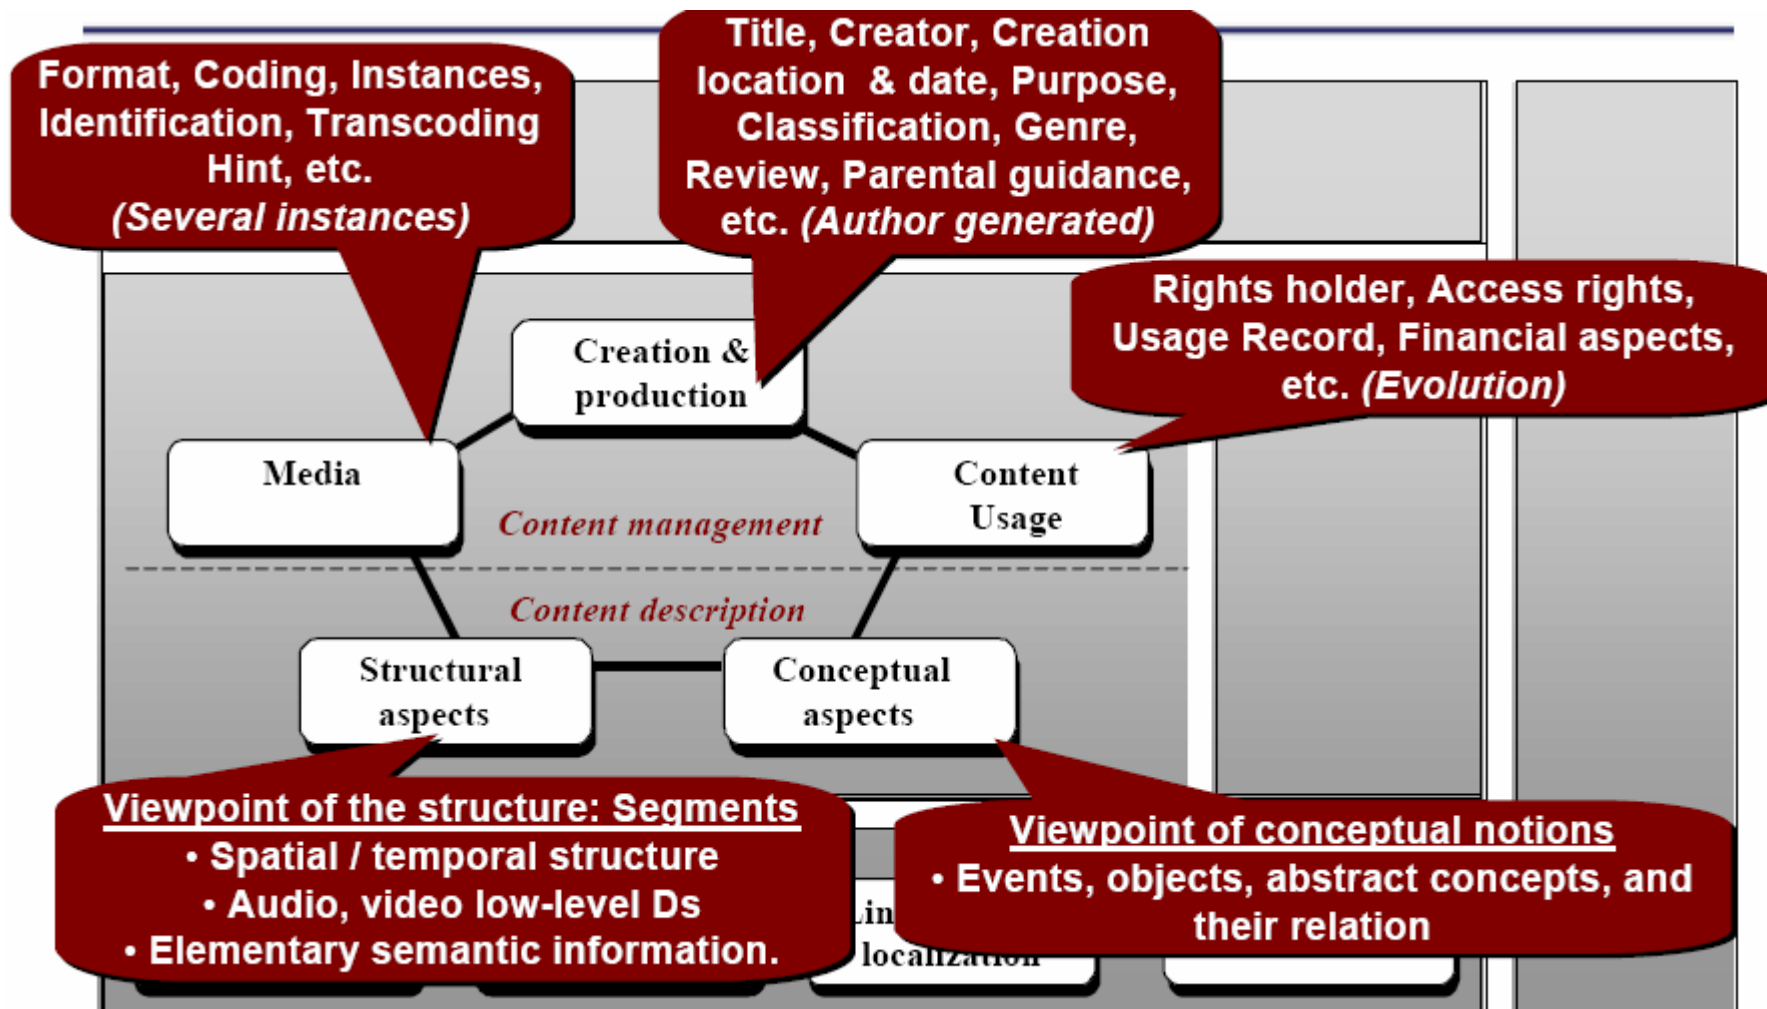 Format, Coding, Instances,
Identification, Transcoding
Hint, etc.
(Several instances)
Title, Creator, Creation
location & date, Purpose,
Classification, Genre,
Review, Parental guidance,
etc. (Author generated)
Rights holder, Access rights,
Usage Record, Financial aspects,
etc. (Evolution)
Creation &
production
Media
Content
Usage
Content management
Content description
Structural
aspects
Conceptual
aspects
Viewpoint of the structure: Segments
• Spatial / temporal structure
• Audio, video low-level Ds
• Elementary semantic information.
Viewpoint of conceptual notions
• Events, objects, abstract concepts, and
their relation
localization